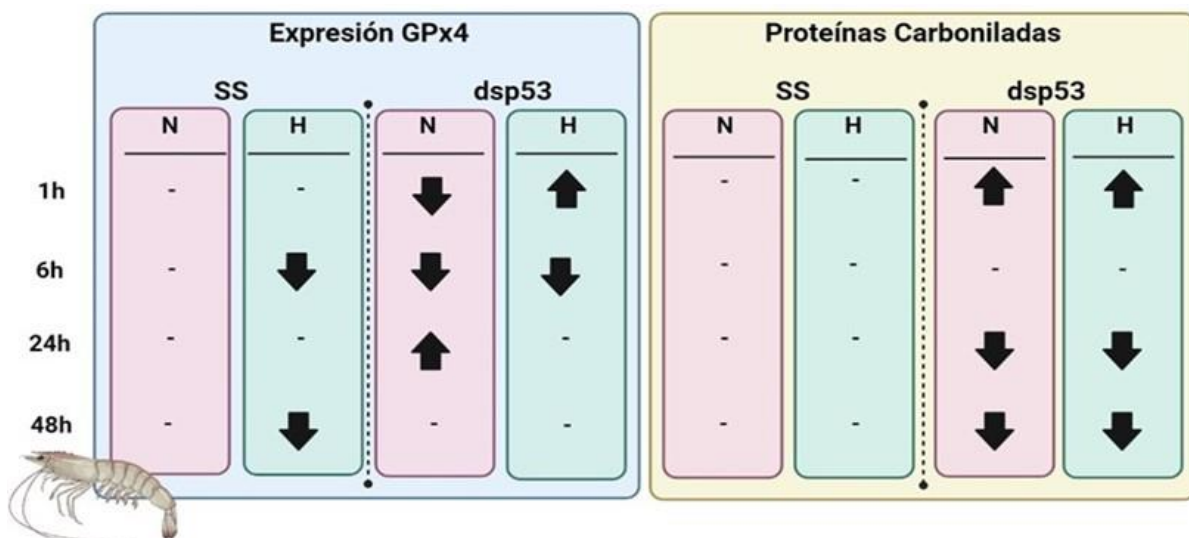 Expresión GPx4 Proteínas Carboniladas
SS dsp53 SS dsp53
N H N H N H N H
1h - - - -
6h - - - - -
24h - - - - -
48h - - - - -